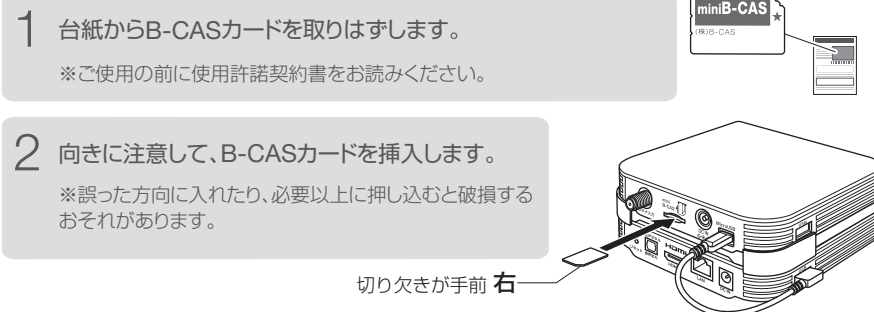 1 台紙からB-CASカードを取りはずします。
※ご使用の前に使用許諾契約書をお読みください。
miniB-CAS
(株)B-CAS
2 向きに注意して、B-CASカードを挿入します。
※誤った方向に入れたり、必要以上に押し込むと破損する
おそれがあります。
切り欠きが手前 右
mini
B-CAS
HDMI
LAN